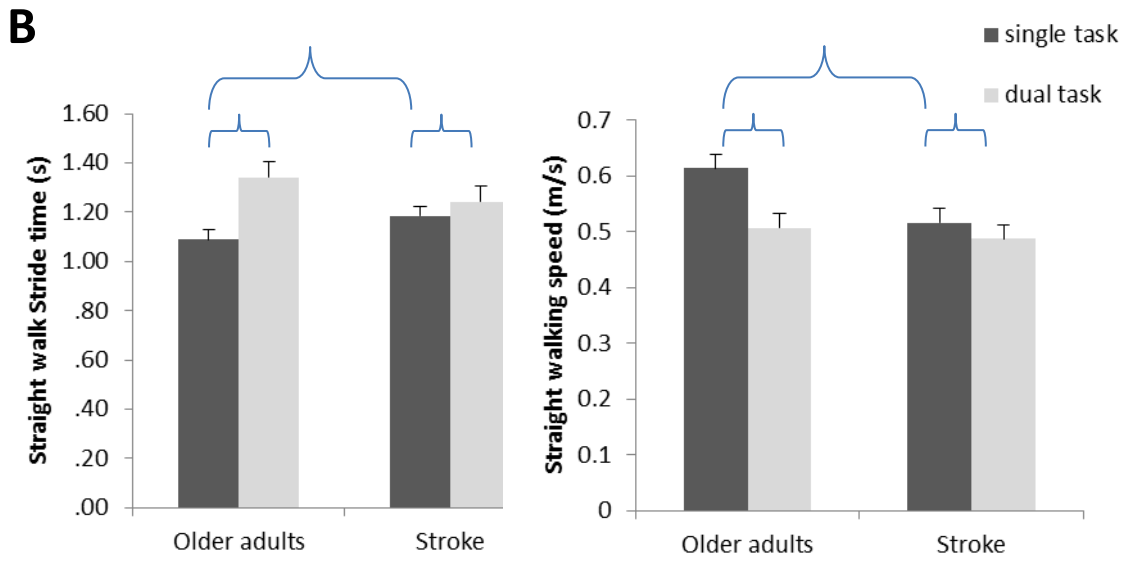 B
single task
dual task
Straight walk Stride time (s)
1.60
1.40
1.20
1.00
.80
.60
.40
.20
.00
Older adults
Stroke
Straight walking speed (m/s)
0.7
0.6
0.5
0.4
0.3
0.2
0.1
0
Older adults
Stroke